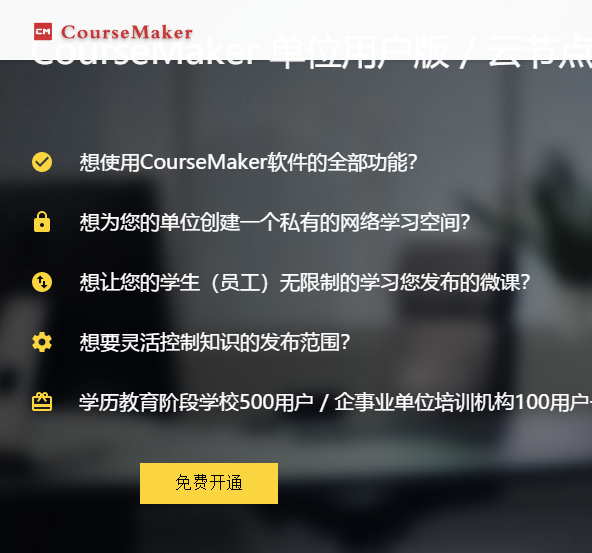 CM CourseMaker
CourseMaker 单位用户版 / 云节点
想使用CourseMaker软件的全部功能？
想为您的单位创建一个私有的网络学习空间？
想让您的学生（员工）无限制的学习您发布的微课？
想要灵活控制知识的发布范围？
学历教育阶段学校500用户 / 企事业单位培训机构100用户
免费开通